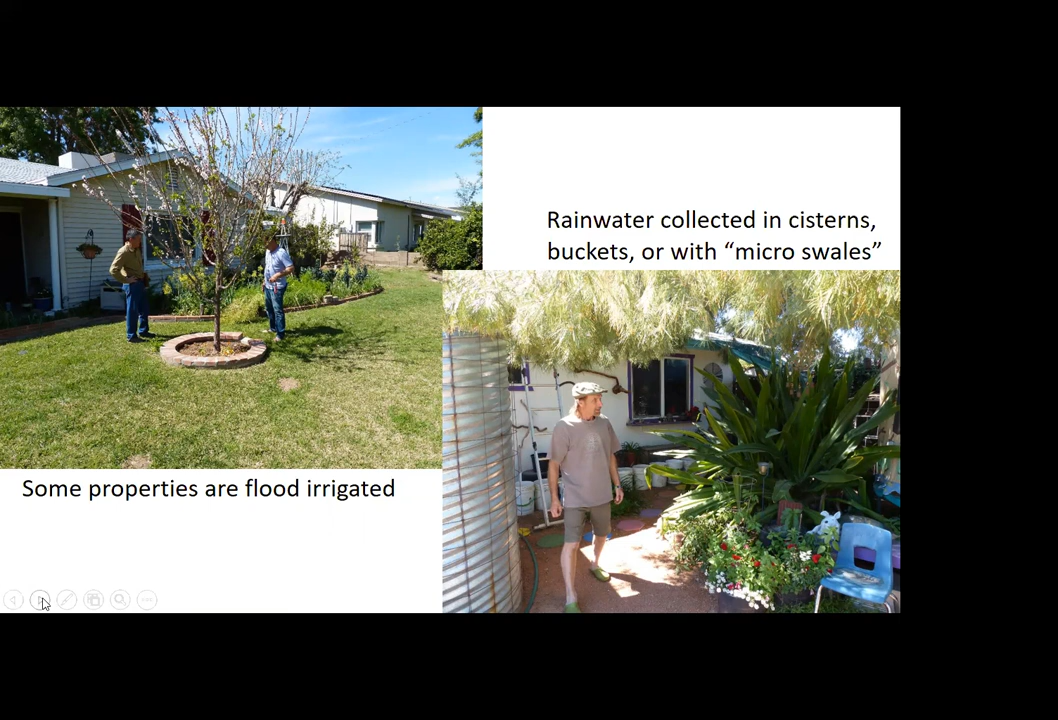 Rainwater collected in cisterns,
buckets, or with “micro swales”
Some properties are flood irrigated